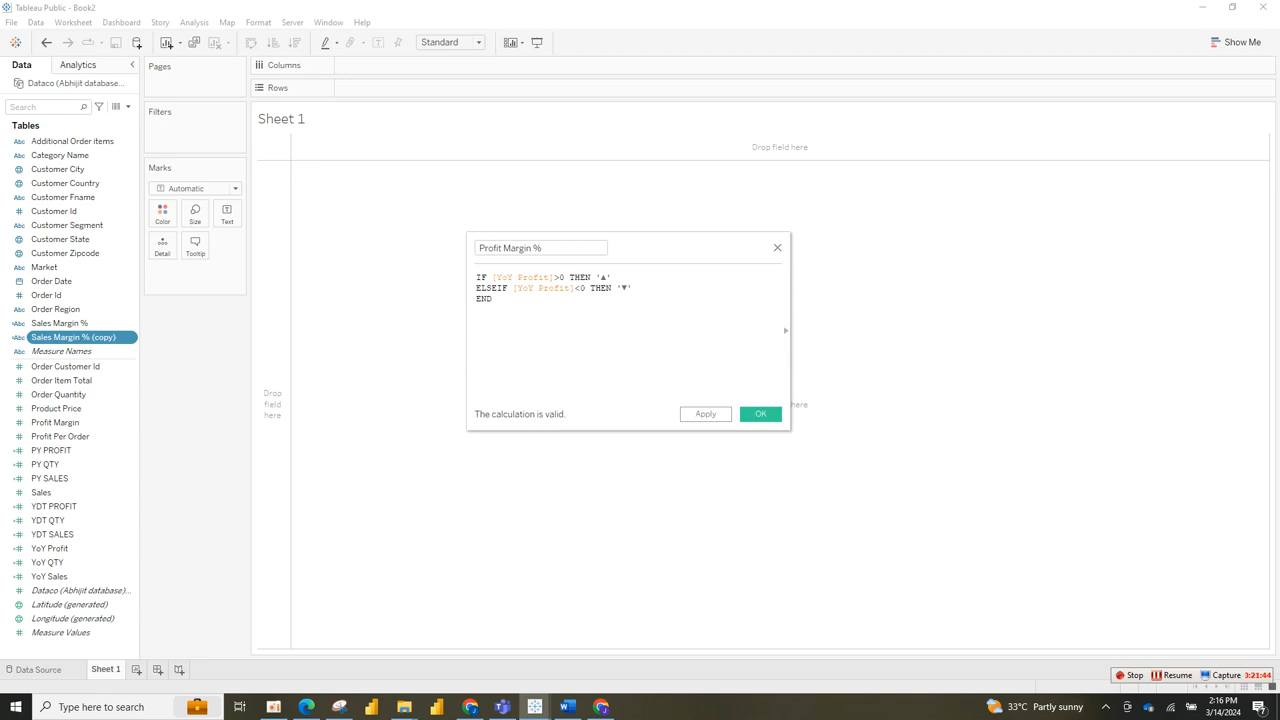 Tableau Public - Book2
File Data Worksheet Dashboard Story Analysis Map Format Server Window Help
Standard
Show Me
Data Analytics
Pages
Columns
Dataco (Abhijit database...
Rows
Search
Filters
Sheet 1
Tables
Additional Order items
Drop field here
Category Name
Customer City
Marks
Customer Country
Automatic
Customer Fname
Customer Id
Color Size Text
Customer Segment
Customer State
Detail Tooltip
Customer Zipcode
Market
Order Date
Order Id
Order Region
Sales Margin %
Sales Margin % (copy)
Measure Names
Order Customer Id
Order Item Total
Order Quantity
Product Price
Profit Margin
Profit Per Order
PY PROFIT
PY QTY
PY SALES
Sales
YDT PROFIT
YDT QTY
YDT SALES
YoY Profit
YoY QTY
YoY Sales
Dataco (Abhijit database)...
Latitude (generated)
Longitude (generated)
Measure Values
Drop
field
here
Profit Margin %
IF [YoY Profit]>0 THEN '▲'
ELSEIF [YoY Profit]<0 THEN '▼'
END
The calculation is valid.
Apply OK
here
Data Source Sheet 1
Stop Resume Capture 3:21:44
Type here to search
33°C Partly sunny
2:16 PM
3/14/2024